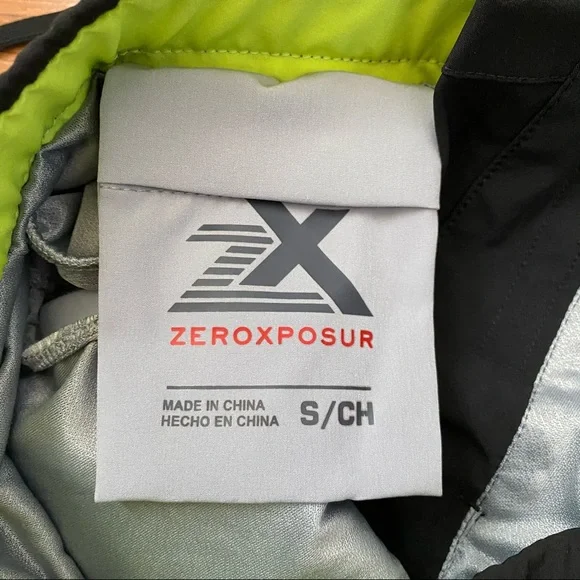 ZX
ZEROXPOSUR
MADE IN CHINA
HECHO EN CHINA
S/CH